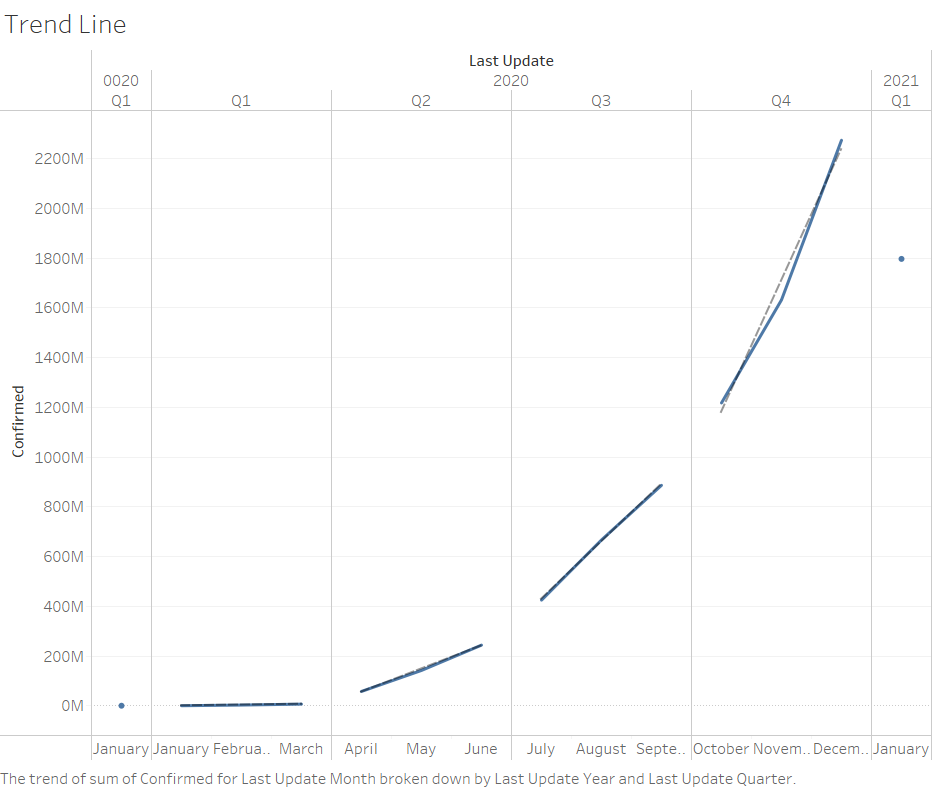 Trend Line
Last Update
0020 2020 2021
Q1 Q1 Q2 Q3 Q4 Q1
Confirmed
2200M
2000M
1800M
1600M
1400M
1200M
1000M
800M
600M
400M
200M
0M
January January Februa.. March April May June July August Septe.. October Novem.. Decem.. January
The trend of sum of Confirmed for Last Update Month broken down by Last Update Year and Last Update Quarter.